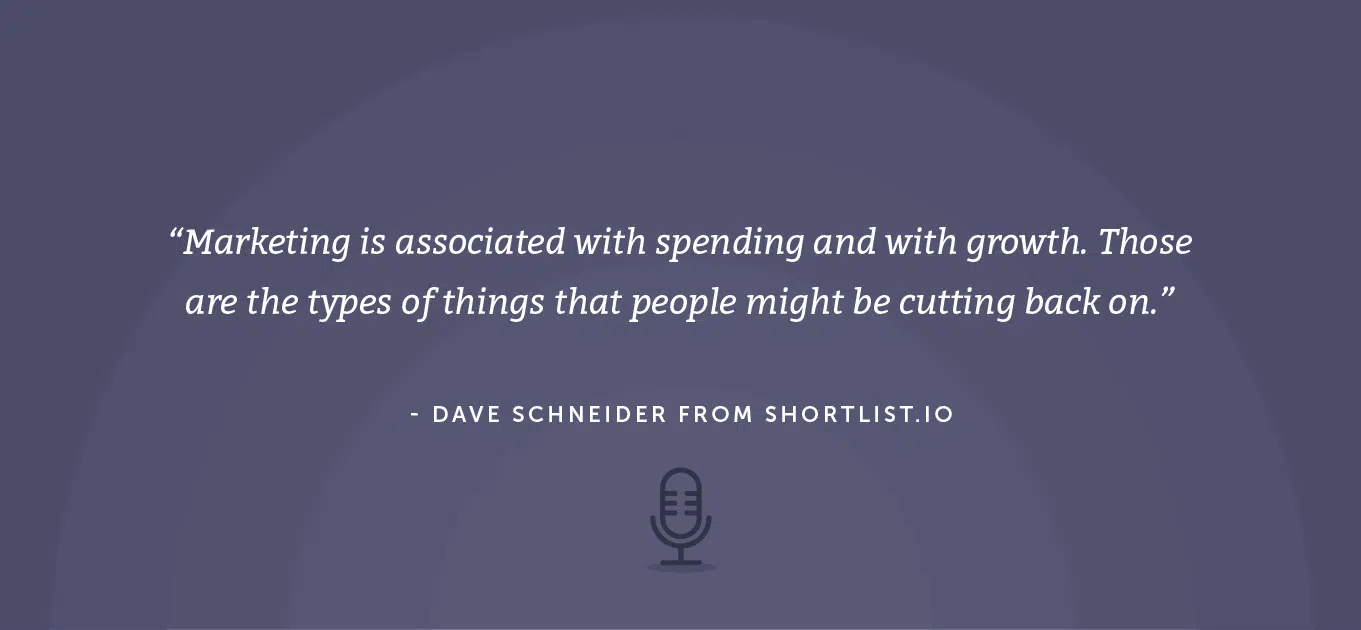 “Marketing is associated with spending and with growth. Those
are the types of things that people might be cutting back on.”
- DAVE SCHNEIDER FROM SHORTLIST.IO